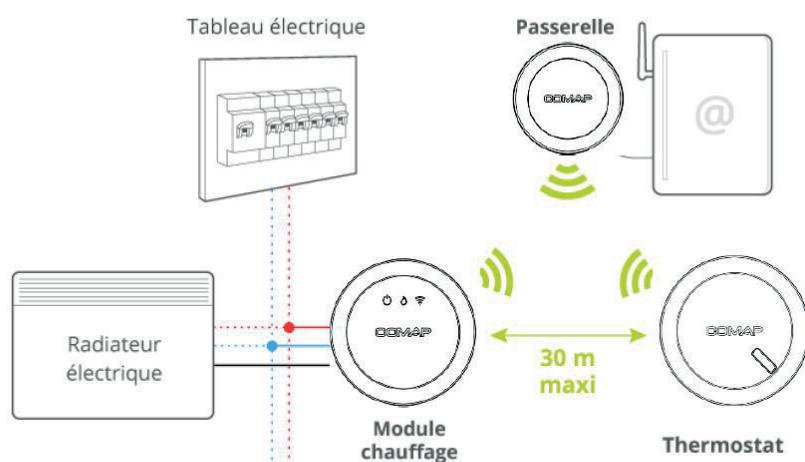 Tableau électrique
Passerelle
COMAP
@
Radiateur
électrique
COMAP
30 m
maxi
COMAP
Module
chauffage
Thermostat